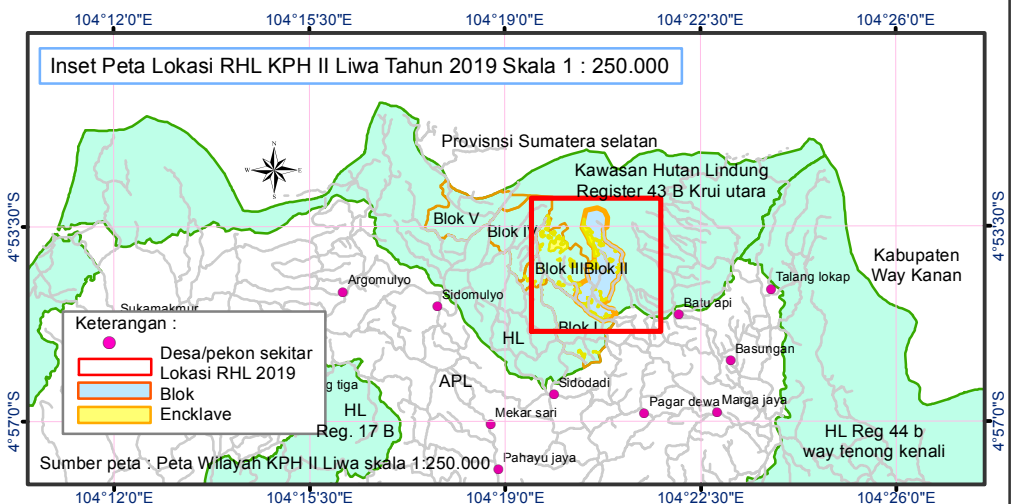 104°12'0"E 104°15'30"E 104°19'0"E 104°22'30"E 104°26'0"E
Inset Peta Lokasi RHL KPH II Liwa Tahun 2019 Skala 1 : 250.000
Provisnsi Sumatera selatan
N
W E
S
Kawasan Hutan Lindung
Register 43 B Krui utara
4°53'30"S
4°53'30"S
Blok V
Blok IV
Blok III
Blok II
Kabupaten
Way Kanan
Argomulyo
Sidomulyo
Talang lokap
Sukamakmur
Batu api
Blok I
HL
Keterangan :
Desa/pekon sekitar
Lokasi RHL 2019
Blok
Encklave
Basungan
g tiga
APL
Sidodadi
HL
Reg. 17 B
Mekar sari
Pagar dewa
Marga jaya
4°57'0"S
4°57'0"S
HL Reg 44 b
way tenong kenali
Sumber peta : Peta Wilayah KPH II Liwa skala 1:250.000
Pahayu jaya
104°12'0"E 104°15'30"E 104°19'0"E 104°22'30"E 104°26'0"E